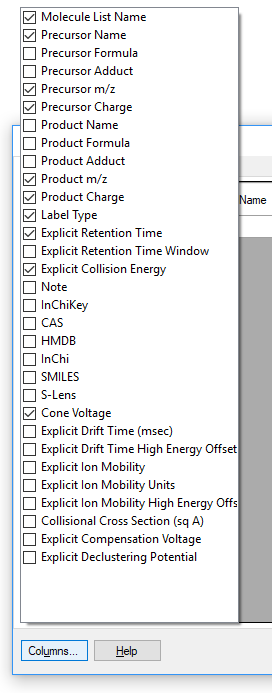 Molecule List Name
Precursor Name
Precursor Formula
Precursor Adduct
Precursor m/z
Precursor Charge
Product Name
Product Formula
Product Adduct
Product m/z
Product Charge
Label Type
Explicit Retention Time
Explicit Retention Time Window
Explicit Collision Energy
Note
InChiKey
CAS
HMDB
InChi
SMILES
S-Lens
Cone Voltage
Explicit Drift Time (msec)
Explicit Drift Time High Energy Offset
Explicit Ion Mobility
Explicit Ion Mobility Units
Explicit Ion Mobility High Energy Offs
Collisional Cross Section (sq A)
Explicit Compensation Voltage
Explicit Declustering Potential
Name
Columns... Help